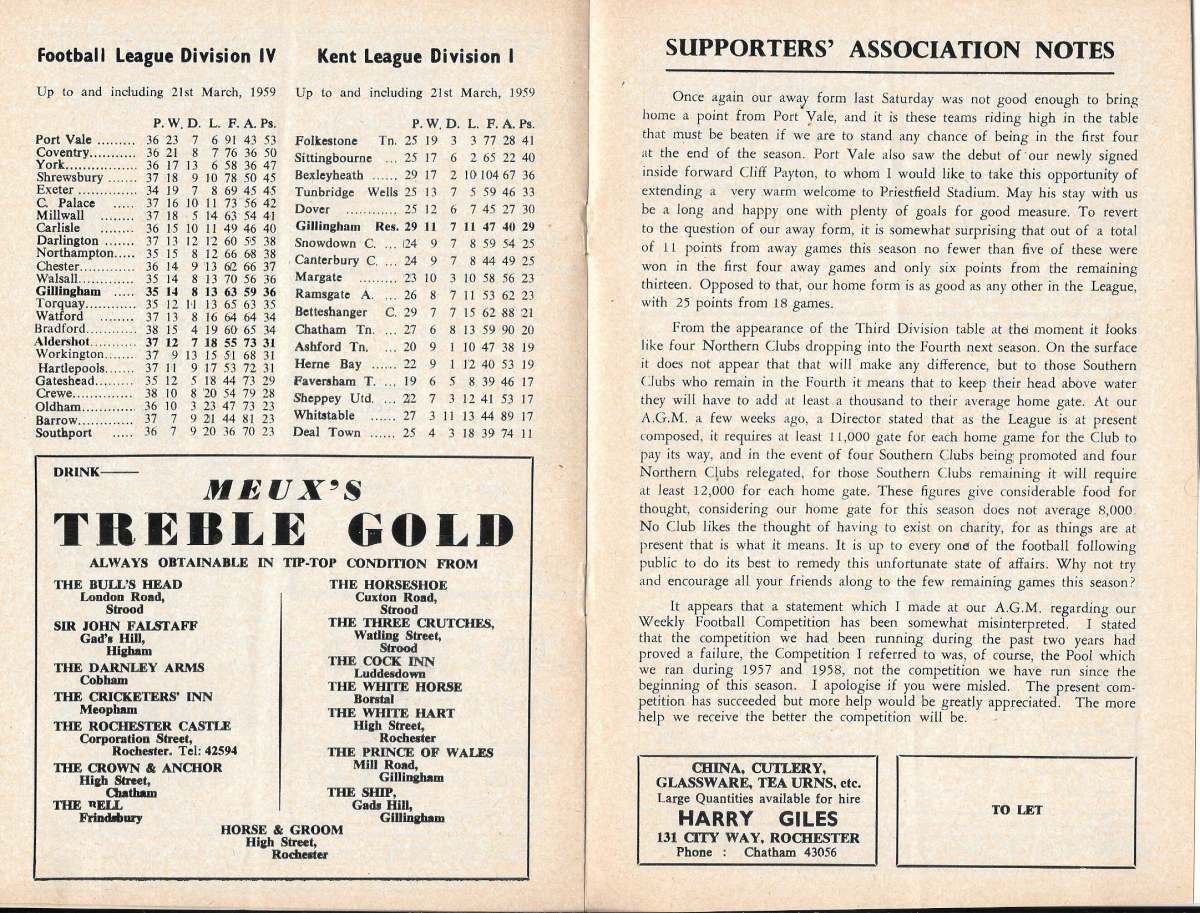 Football League Division IV
Up to and including 21st March, 1959
P. W. D. L. F. A. Ps.
Port Vale ......... 36 23 7 6 91 43 53
Coventry........... 36 21 8 7 76 36 50
York................. 36 17 13 6 58 36 47
Shrewsbury ....... 37 18 9 10 78 50 45
Exeter .............. 34 19 7 8 69 45 45
C. Palace ..... 37 16 10 11 73 56 42
Millwall ........ 37 18 5 14 63 54 41
Carlisle ........ 36 15 10 11 49 46 40
Darlington ....... 37 13 12 12 60 55 38
Northampton..... 35 15 8 12 66 68 38
Chester............. 36 14 9 13 62 66 37
Walsall.............. 35 14 8 13 70 56 36
Gillingham ..... 35 14 8 13 63 59 36
Torquay............ 35 12 11 13 65 63 35
Watford ........ 37 13 8 16 64 64 34
Bradford............ 38 15 4 19 60 65 34
Aldershot.......... 37 12 7 18 55 73 31
Workington........ 37 9 13 15 51 68 31
Hartlepools....... 37 11 9 17 53 72 31
Gateshead......... 35 12 5 18 44 73 29
Crewe............... 38 10 8 20 54 79 28
Oldham............. 36 10 3 23 47 73 23
Barrow.............. 37 7 9 21 44 81 23
Southport ..... 36 7 9 20 36 70 23
Kent League Division I
Up to and including 21st March, 1959
P. W. D. L. F. A. Ps.
Folkestone Tn. 25 19 3 3 77 28 41
Sittingbourne ... 25 17 6 2 65 22 40
Bexleyheath ...... 29 17 2 10 104 67 36
Tunbridge Wells 25 13 7 5 59 46 33
Dover ............ 25 12 6 7 45 27 30
Gillingham Res. 29 11 7 11 47 40 29
Snowdown C. ... 24 9 7 8 59 54 25
Canterbury C. ... 24 9 7 8 44 49 25
Margate ......... 23 10 3 10 58 56 23
Ramsgate A. ... 26 8 7 11 53 62 23
Betteshanger C. 29 7 7 15 62 88 21
Chatham Tn. ... 27 6 8 13 59 90 20
Ashford Tn. ... 20 9 1 10 47 38 19
Herne Bay ...... 22 9 1 12 40 53 19
Faversham T. ... 19 6 5 8 39 46 17
Sheppey Utd. ... 22 7 3 12 41 53 17
Whitstable ...... 27 3 11 13 44 89 17
Deal Town ...... 25 4 3 18 39 74 11
DRINK——
MEUX'S
TREBLE GOLD
ALWAYS OBTAINABLE IN TIP-TOP CONDITION FROM
THE BULL'S HEAD
London Road,
Strood
SIR JOHN FALSTAFF
Gad's Hill,
Higham
THE DARNLEY ARMS
Cobham
THE CRICKETERS' INN
Meopham
THE ROCHESTER CASTLE
Corporation Street,
Rochester. Tel: 42594
THE CROWN & ANCHOR
High Street,
Chatham
THE BELL
Frindsbury
THE HORSESHOE
Cuxton Road,
Strood
THE THREE CRUTCHES,
Watling Street,
Strood
THE COCK INN
Luddesdown
THE WHITE HORSE
Borstal
THE WHITE HART
High Street,
Rochester
THE PRINCE OF WALES
Mill Road,
Gillingham
THE SHIP,
Gads Hill,
Gillingham
HORSE & GROOM
High Street,
Rochester
SUPPORTERS' ASSOCIATION NOTES
Once again our away form last Saturday was not good enough to bring
home a point from Port Vale, and it is these teams riding high in the table
that must be beaten if we are to stand any chance of being in the first four
at the end of the season. Port Vale also saw the debut of our newly signed
inside forward Cliff Payton, to whom I would like to take this opportunity of
extending a very warm welcome to Priestfield Stadium. May his stay with us
be a long and happy one with plenty of goals for good measure. To revert
to the question of our away form, it is somewhat surprising that out of a total
of 11 points from away games this season no fewer than five of these were
won in the first four away games and only six points from the remaining
thirteen. Opposed to that, our home form is as good as any other in the League,
with 25 points from 18 games.
From the appearance of the Third Division table at the moment it looks
like four Northern Clubs dropping into the Fourth next season. On the surface
it does not appear that that will make any difference, but to those Southern
Clubs who remain in the Fourth it means that to keep their head above water
they will have to add at least a thousand to their average home gate. At our
A.G.M. a few weeks ago, a Director stated that as the League is at present
composed, it requires at least 11,000 gate for each home game for the Club to
pay its way, and in the event of four Southern Clubs being promoted and four
Northern Clubs relegated, for those Southern Clubs remaining it will require
at least 12,000 for each home gate. These figures give considerable food for
thought, considering our home gate for this season does not average 8,000.
No Club likes the thought of having to exist on charity, for as things are at
present that is what it means. It is up to every one of the football following
public to do its best to remedy this unfortunate state of affairs. Why not try
and encourage all your friends along to the few remaining games this season?
It appears that a statement which I made at our A.G.M. regarding our
Weekly Football Competition has been somewhat misinterpreted. I stated
that the competition we had been running during the past two years had
proved a failure, the Competition I referred to was, of course, the Pool which
we ran during 1957 and 1958, not the competition we have run since the
beginning of this season. I apologise if you were misled. The present com-
petition has succeeded but more help would be greatly appreciated. The more
help we receive the better the competition will be.
CHINA, CUTLERY,
GLASSWARE, TEA URNS, etc.
Large Quantities available for hire
HARRY GILES
131 CITY WAY, ROCHESTER
Phone : Chatham 43056
TO LET